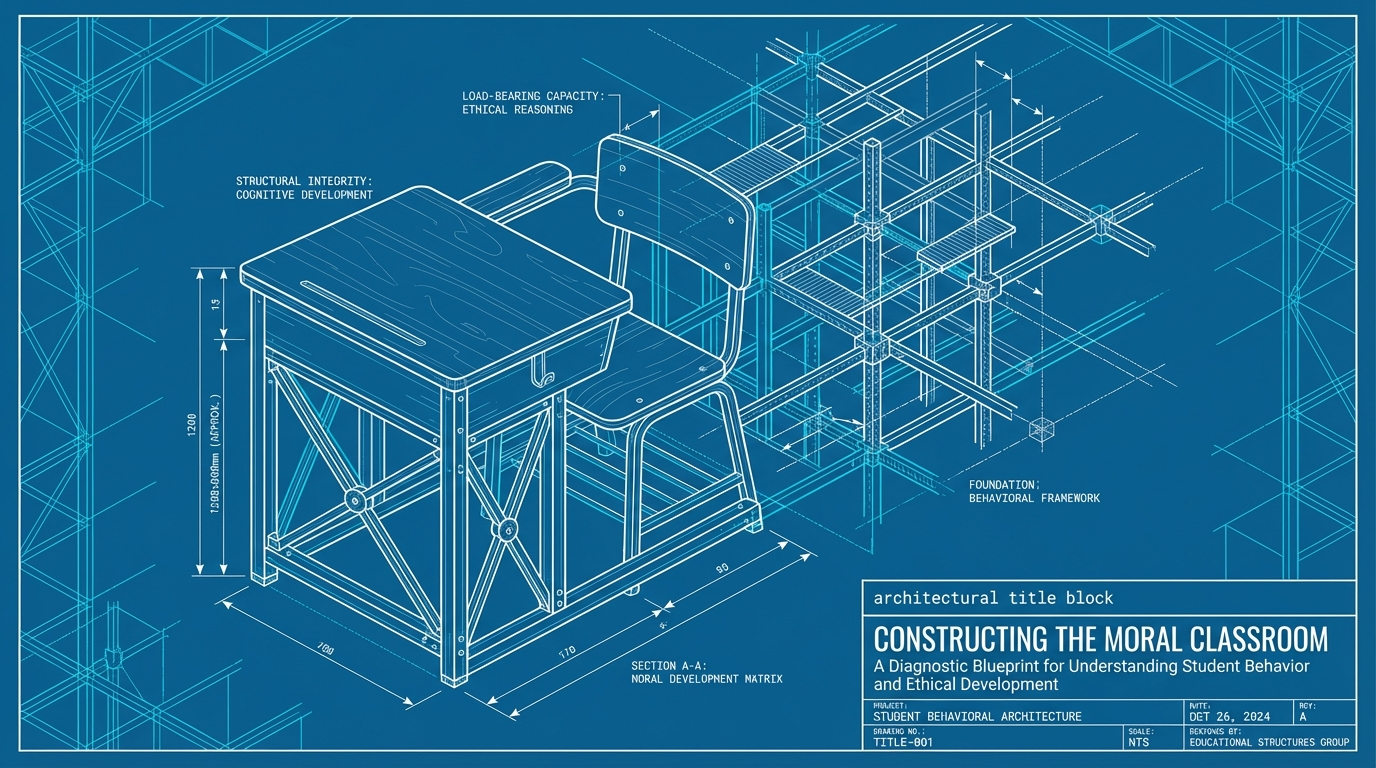 LOAD-BEARING CAPACITY:
ETHICAL REASONING
STRUCTURAL INTEGRITY:
COGNITIVE DEVELOPMENT
1200
FOUNDATION:
BEHAVIORAL FRAMEWORK
90
SECTION A-A:
NORAL DEVELOPMENT MATRIX
architectural title block
CONSTRUCTING THE MORAL CLASSROOM
A Diagnostic Blueprint for Understanding Student Behavior
and Ethical Development
STUDENT BEHAVIORAL ARCHITECTURE
OCT 26, 2024
A
TITLE-001
NTS
EDUCATIONAL STRUCTURES GROUP